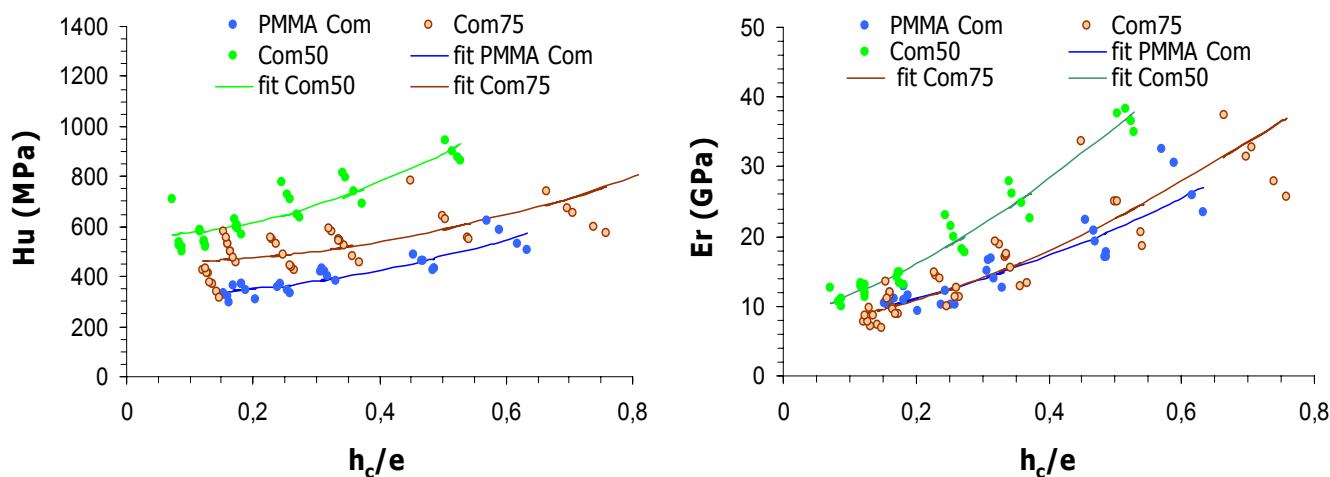 PMMA Com Com75
Com50 fit PMMA Com
fit Com50 fit Com75
Hu (MPa)
1400
1200
1000
800
600
400
200
0
0 0,2 0,4 0,6 0,8
hc/e
PMMA Com Com75
Com50 fit PMMA Com
fit Com75 fit Com50
Er (GPa)
50
40
30
20
10
0
0 0,2 0,4 0,6 0,8
hc/e